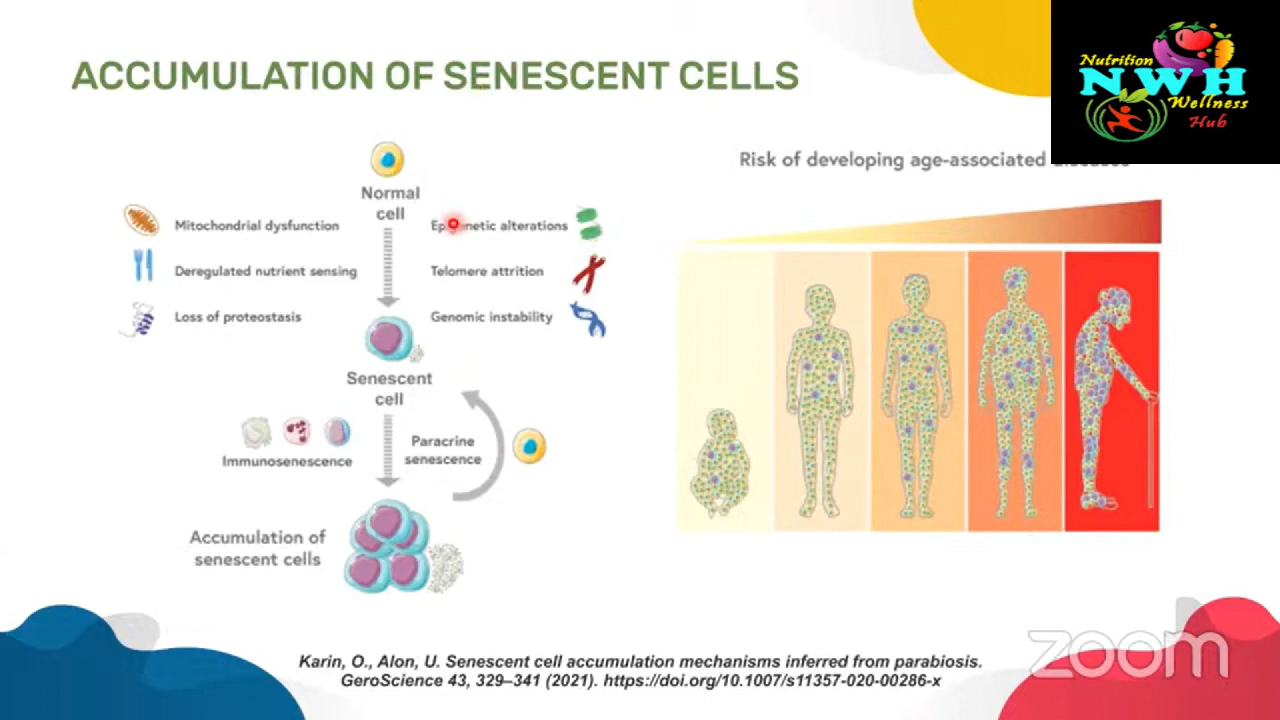 ACCUMULATION OF SENESCENT CELLS
Nutrition
NWH
Wellness
Hub
Risk of developing age-associated
Normal
cell
Mitochondrial dysfunction
Deregulated nutrient sensing
Loss of proteostasis
alterations
Telomere attrition
Genomic instability
Senescent
cell
Immunosenescence
Paracrine
senescence
Accumulation of
senescent cells
Karin, O., Alon, U. Senescent cell accumulation mechanisms inferred from parabiosis.
GeroScience 43, 329–341 (2021). https://doi.org/10.1007/s11357-020-00286-x
zoom